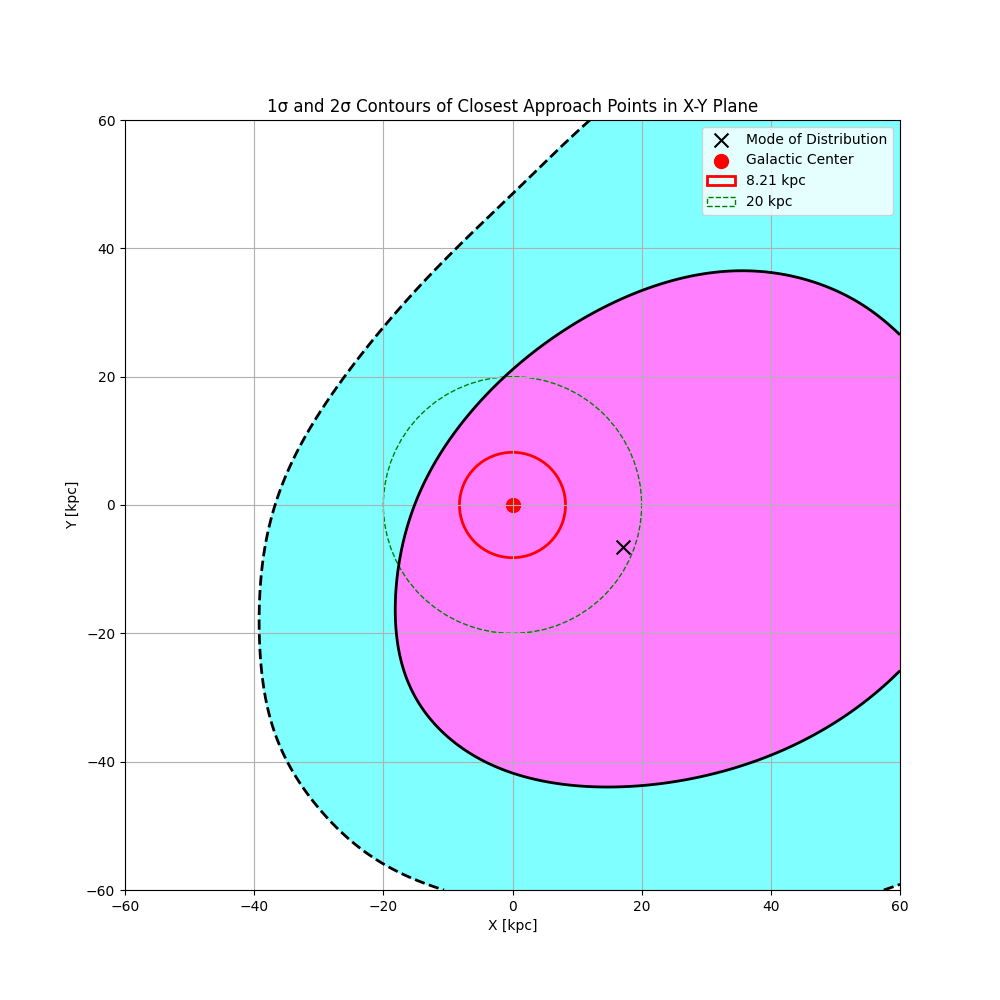 1σ and 2σ Contours of Closest Approach Points in X-Y Plane
Mode of Distribution
Galactic Center
8.21 kpc
20 kpc
60
40
20
0
−20
−40
−60
Y [kpc]
−60 −40 −20 0 20 40 60
X [kpc]